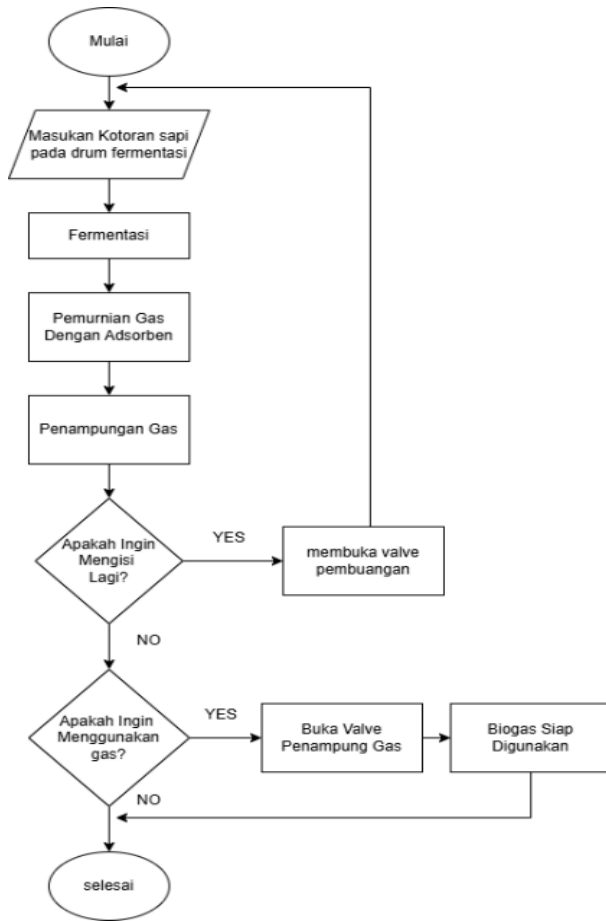 Mulai
Masukan Kotoran sapi
pada drum fermentasi
Fermentasi
Pemurnian Gas
Dengan Adsorben
Penampungan Gas
Apakah Ingin
Mengisi
Lagi?
YES
membuka valve
pembuangan
NO
Apakah Ingin
Menggunakan
gas?
YES
Buka Valve
Penampung Gas
Biogas Siap
Digunakan
NO
selesai